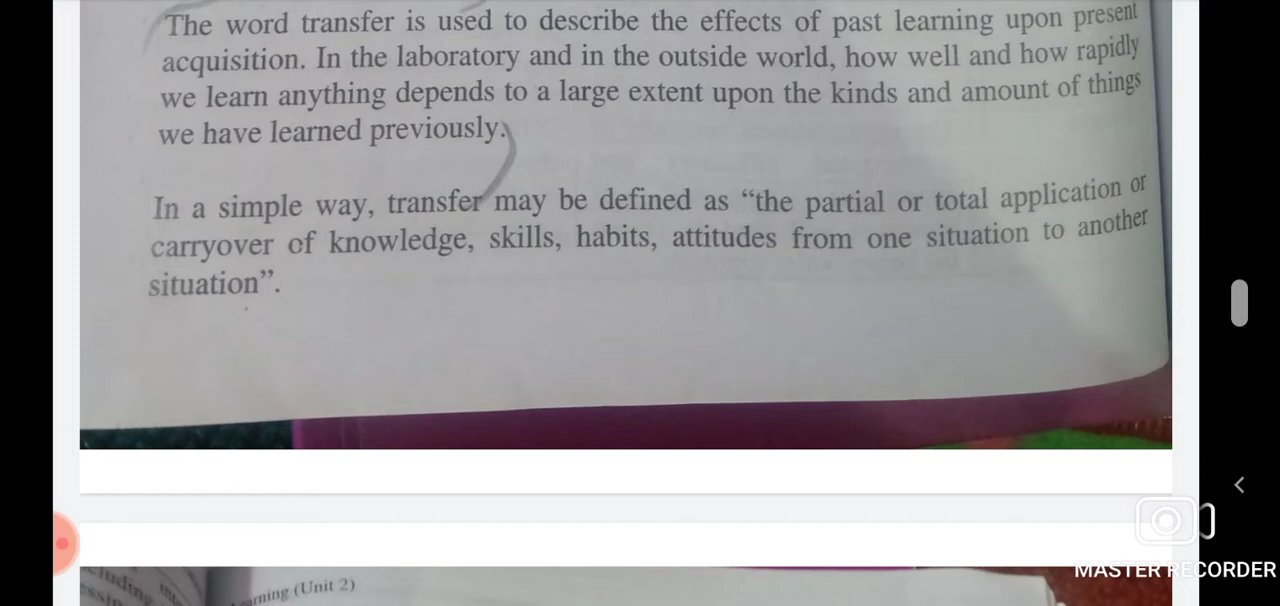 The word transfer is used to describe the effects of past learning upon present
acquisition. In the laboratory and in the outside world, how well and how rapidly
we learn anything depends to a large extent upon the kinds and amount of things
we have learned previously.
In a simple way, transfer may be defined as “the partial or total application or
carryover of knowledge, skills, habits, attitudes from one situation to another
situation”.
MASTER RECORDER
(Unit 2)